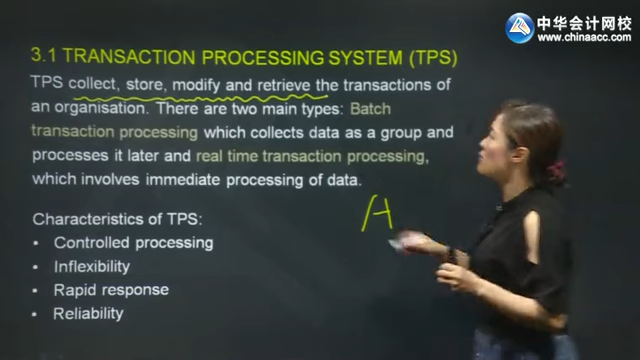 中华会计网校
www.chinaacc.com
3.1 TRANSACTION PROCESSING SYSTEM (TPS)
TPS collect, store, modify and retrieve the transactions of
an organisation. There are two main types: Batch
transaction processing which collects data as a group and
processes it later and real time transaction processing,
which involves immediate processing of data.
A
Characteristics of TPS:
• Controlled processing
• Inflexibility
• Rapid response
• Reliability